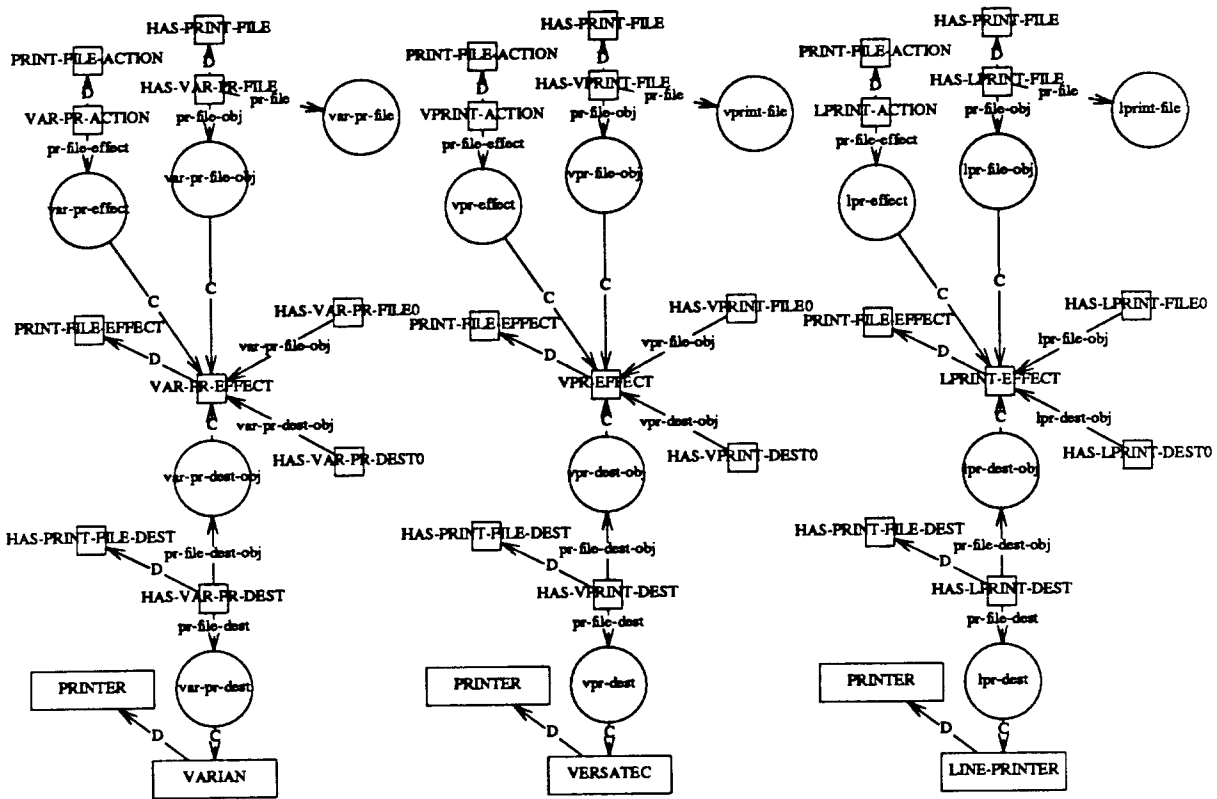 HAS-PRINT-FILE
PRINT-FILE-ACTION
D
D
HAS-VAR-PR-FILE
pr-file
VAR-PR-ACTION
pr-file-obj
var-pr-file
pr-file-effect
var-pr-file-obj
var-pr-effect
C
C
HAS-VAR-PR-FILE0
PRINT-FILE-EFFECT
var-pr-file-obj
D
VAR-PR-EFFECT
C
var-pr-dest-obj
HAS-VAR-PR-DEST0
var-pr-dest-obj
HAS-PRINT-FILE-DEST
pr-file-dest-obj
D
HAS-VAR-PR-DEST
pr-file-dest
PRINTER
var-pr-dest
D
C
VARIAN
HAS-PRINT-FILE
PRINT-FILE-ACTION
D
D
HAS-VPRINT-FILE
pr-file
VPRINT-ACTION
pr-file-obj
vprint-file
pr-file-effect
vpr-file-obj
vpr-effect
C
C
HAS-VPRINT-FILE0
PRINT-FILE-EFFECT
vpr-file-obj
D
VPR-EFFECT
C
vpr-dest-obj
HAS-VPRINT-DEST0
vpr-dest-obj
HAS-PRINT-FILE-DEST
pr-file-dest-obj
D
HAS-VPRINT-DEST
pr-file-dest
PRINTER
vpr-dest
D
C
VERSATEC
HAS-PRINT-FILE
PRINT-FILE-ACTION
D
D
HAS-LPRINT-FILE
pr-file
LPRINT-ACTION
pr-file-obj
lprint-file
pr-file-effect
lpr-file-obj
lpr-effect
C
C
HAS-LPRINT-FILE0
PRINT-FILE-EFFECT
lpr-file-obj
D
LPRINT-EFFECT
C
lpr-dest-obj
HAS-LPRINT-DEST0
lpr-dest-obj
HAS-PRINT-FILE-DEST
pr-file-dest-obj
D
HAS-LPRINT-DEST
pr-file-dest
PRINTER
lpr-dest
D
C
LINE-PRINTER